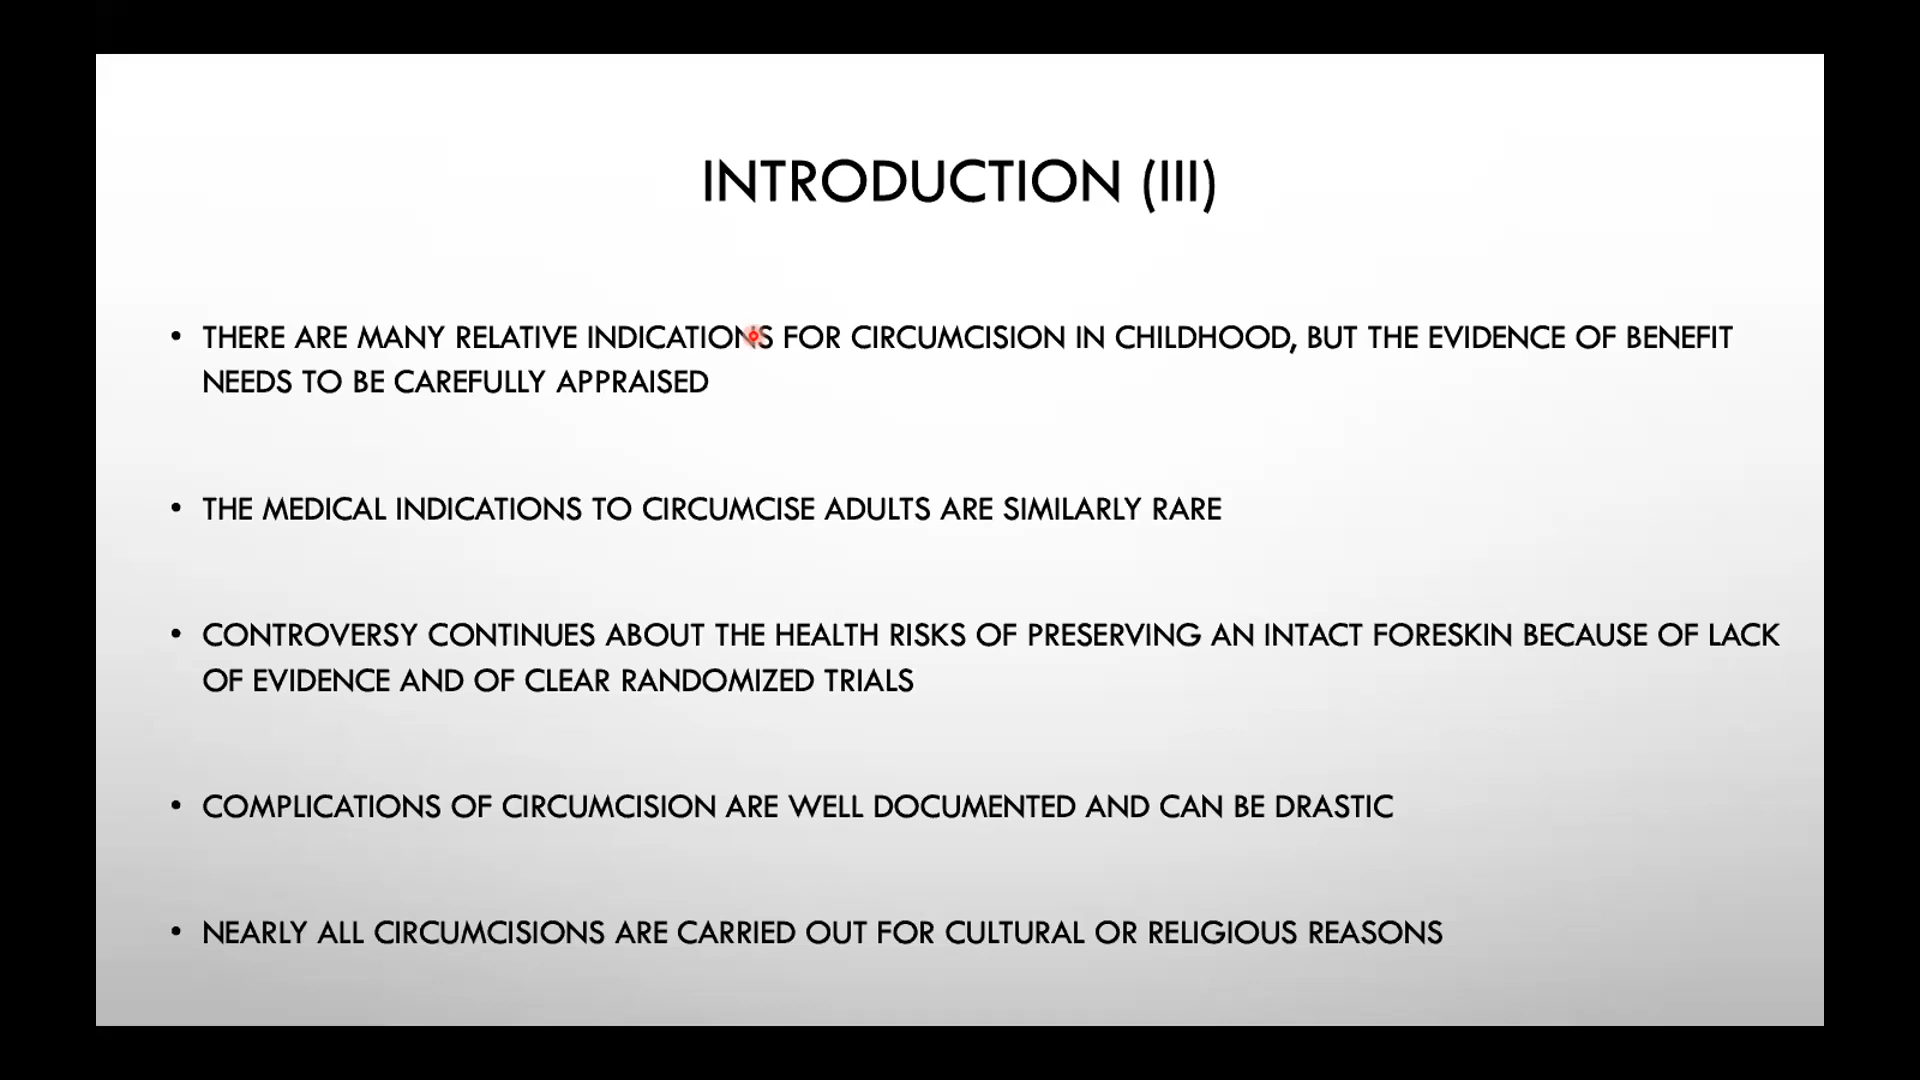 INTRODUCTION (III)
• THERE ARE MANY RELATIVE INDICATIONS FOR CIRCUMCISION IN CHILDHOOD, BUT THE EVIDENCE OF BENEFIT
NEEDS TO BE CAREFULLY APPRAISED
• THE MEDICAL INDICATIONS TO CIRCUMCISE ADULTS ARE SIMILARLY RARE
• CONTROVERSY CONTINUES ABOUT THE HEALTH RISKS OF PRESERVING AN INTACT FORESKIN BECAUSE OF LACK
OF EVIDENCE AND OF CLEAR RANDOMIZED TRIALS
• COMPLICATIONS OF CIRCUMCISION ARE WELL DOCUMENTED AND CAN BE DRASTIC
• NEARLY ALL CIRCUMCISIONS ARE CARRIED OUT FOR CULTURAL OR RELIGIOUS REASONS